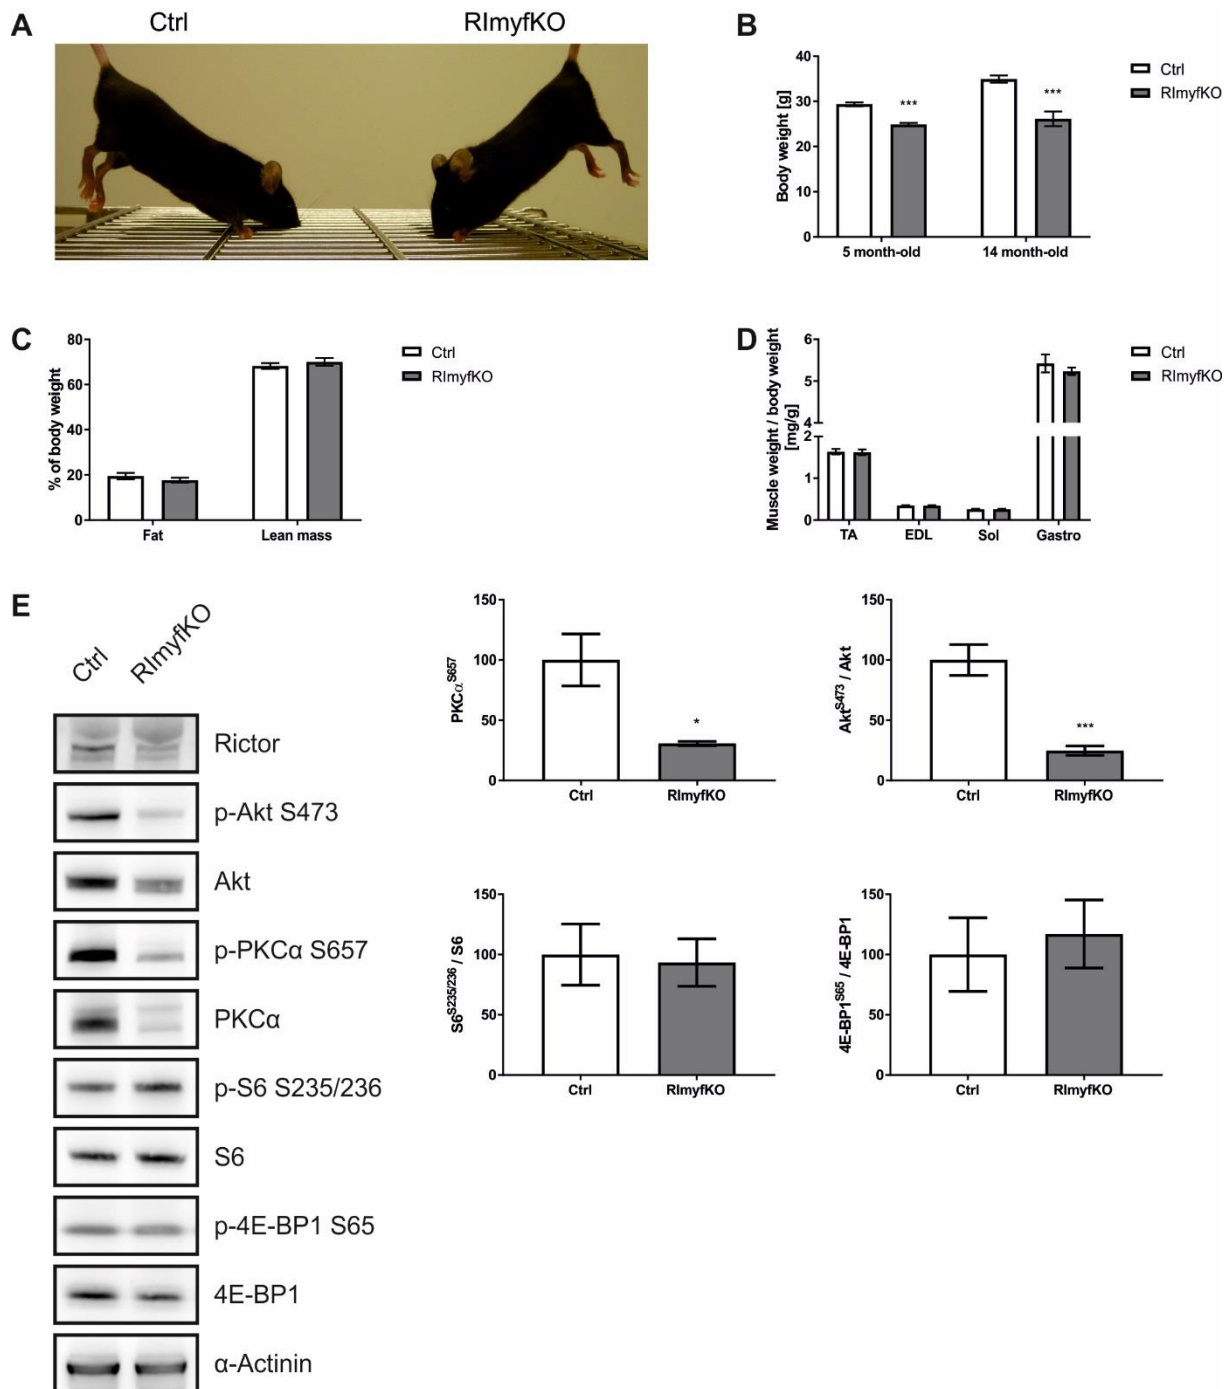 A
Ctrl RImyfKO
B
Body weight [g]
40
30
20
10
0
***
***
5 month-old 14 month-old
Ctrl
RImyfKO
C
% of body weight
80
60
40
20
0
Fat Lean mass
Ctrl
RImyfKO
D
Muscle weight / body weight
[mg/g]
6
5
4
2
1
0
TA EDL Sol Gastro
Ctrl
RImyfKO
E
Ctrl RImyfKO
Rictor
p-Akt S473
Akt
p-PKCα S657
PKCα
p-S6 S235/236
S6
p-4E-BP1 S65
4E-BP1
α-Actinin
PKCα^S657
150
100
50
0
*
Ctrl RImyfKO
Akt^S473 / Akt
150
100
50
0
***
Ctrl RImyfKO
S6^S235/236 / S6
150
100
50
0
Ctrl RImyfKO
4E-BP1^S65 / 4E-BP1
150
100
50
0
Ctrl RImyfKO